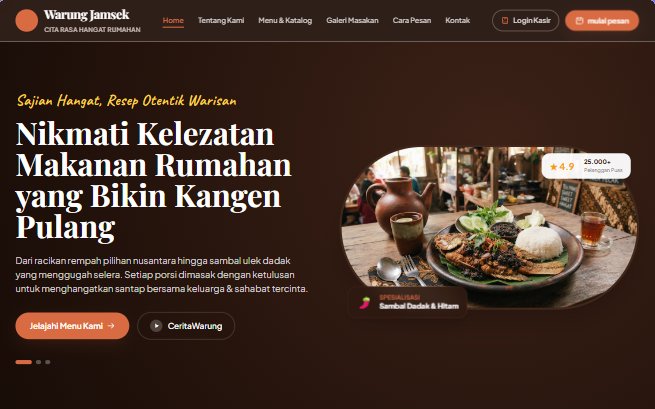 Warung Jamsek
CITA RASA HANGAT RUMAHAN
Home
Tentang Kami
Menu & Katalog
Galeri Masakan
Cara Pesan
Kontak
Login Kasir
mulai pesan
Sajian Hangat, Resep Otentik Warisan
Nikmati Kelezatan
Makanan Rumahan
yang Bikin Kangen
Pulang
Dari racikan rempah pilihan nusantara hingga sambal ulek dadak
yang menggugah selera. Setiap porsi dimasak dengan ketulusan
untuk menghangatkan santap bersama keluarga & sahabat tercinta.
4.9
25.000+
Pelanggan Puas
SPESIALISASI
Sambal Dadak & Hitam
Jelajahi Menu Kami →
CeritaWarung